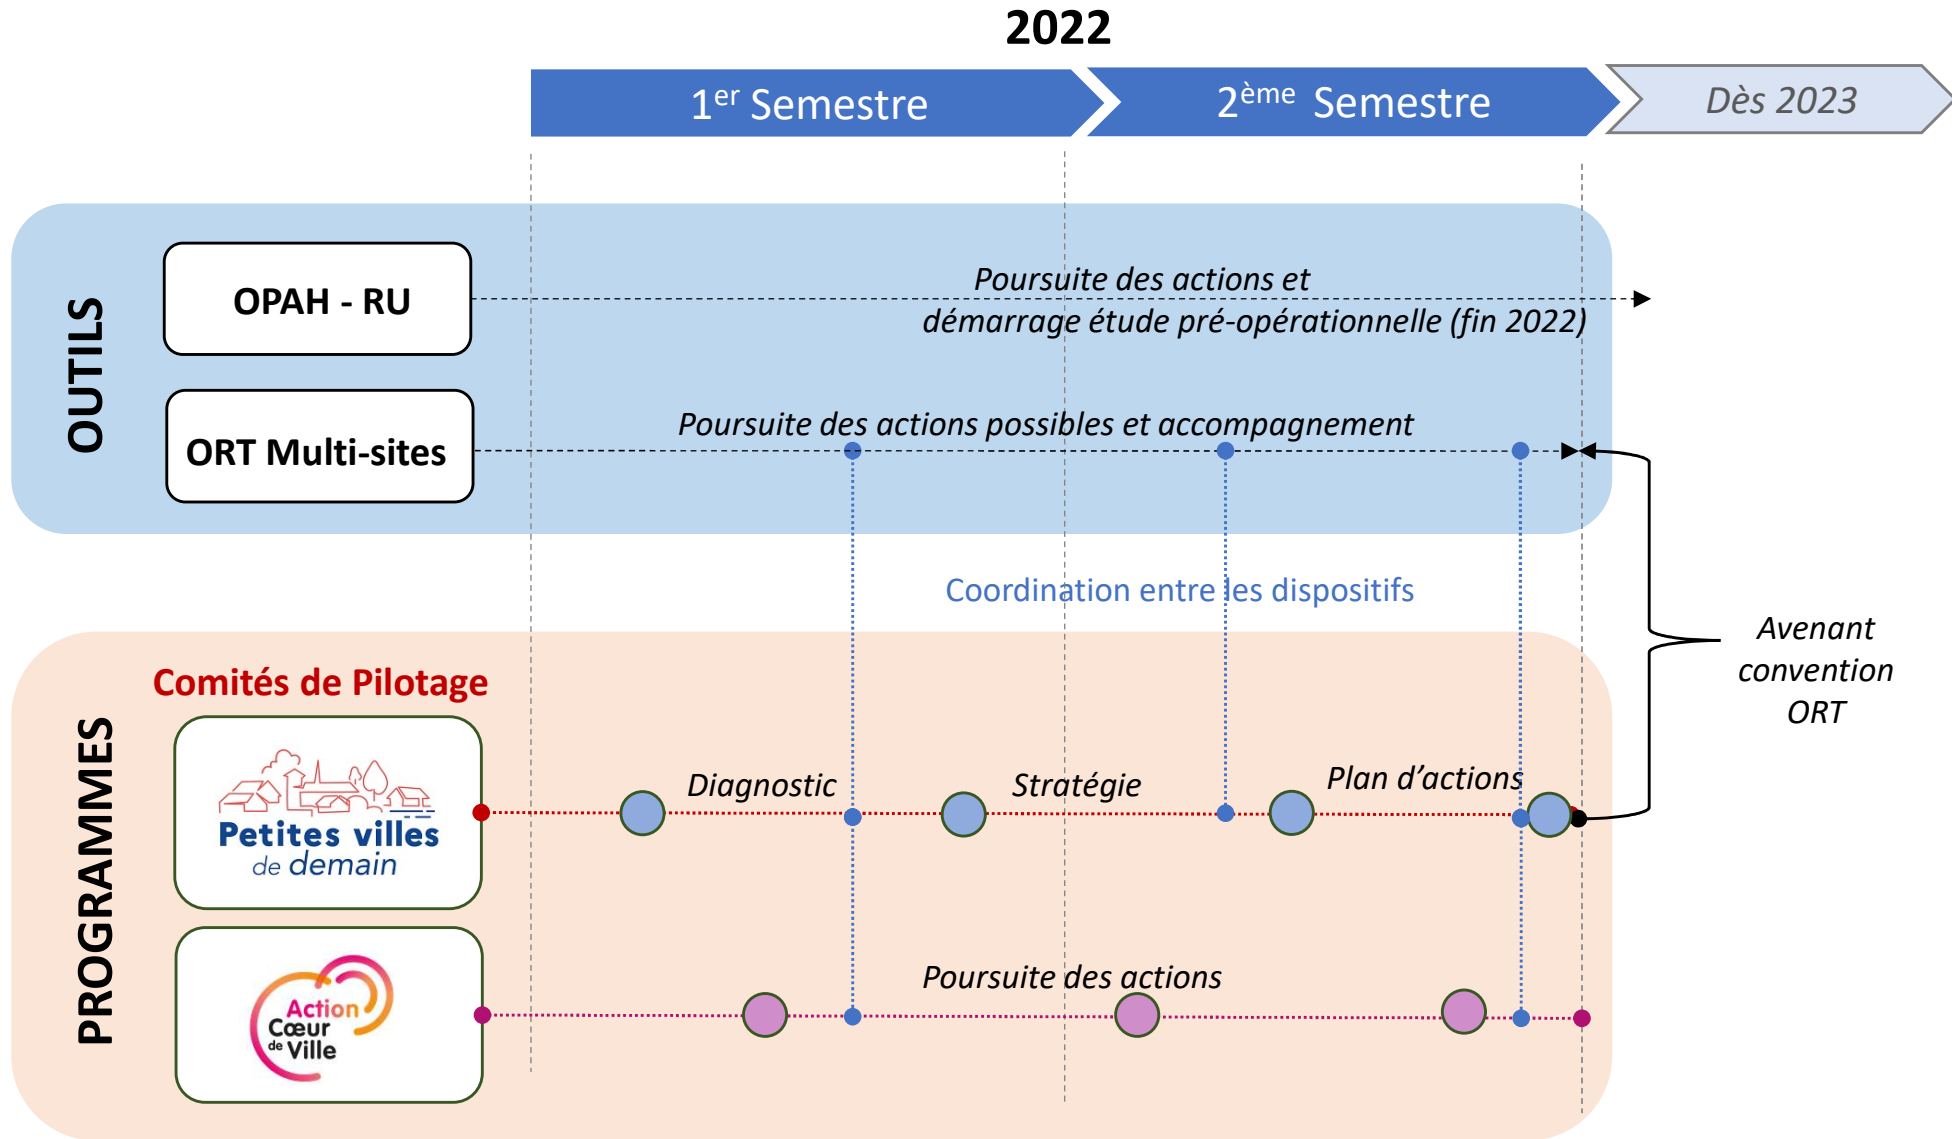 2022
1er Semestre
2ème Semestre
Dès 2023
OUTILS
OPAH - RU
Poursuite des actions et
démarrage étude pré-opérationnelle (fin 2022)
ORT Multi-sites
Poursuite des actions possibles et accompagnement
Coordination entre les dispositifs
Avenant
convention
ORT
PROGRAMMES
Comités de Pilotage
Petites villes
de demain
Diagnostic
Stratégie
Plan d’actions
Action
Cœur
de Ville
Poursuite des actions